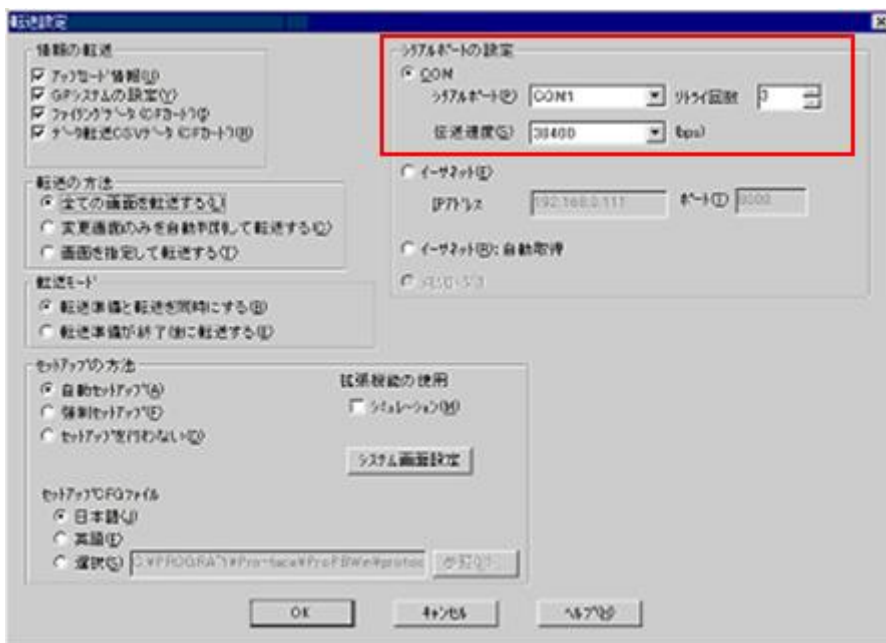 転送設定
情報の転送
アップロード情報(U)
GPシステムの設定(Y)
ファイリングデータ(CFカード)(I)
データ転送CSVデータ(CFカード)(R)
転送の方法
全ての画面を転送する(L)
変更画面のみを自動判別して転送する(C)
画面を指定して転送する(T)
転送モード
転送準備と転送を同時にする(B)
転送準備が終了後に転送する(E)
セットアップの方法
自動セットアップ(A)
強制セットアップ(F)
セットアップを行わない(O)
拡張機能の使用
シミュレーション(M)
システム画面設定
セットアップCFGファイル
日本語(J)
英語(E)
選択(S) C:¥PROGRA~1¥Pro-face¥ProPBWin¥protoc
シリアルポートの設定
COM
シリアルポート(P) COM1 リトライ回数 3
伝送速度(S) 38400 (bps)
イーサネット(E)
IPアドレス 192.168.0.111 ポート(T) 8000
イーサネット(R):自動取得
OK キャンセル ヘルプ(H)